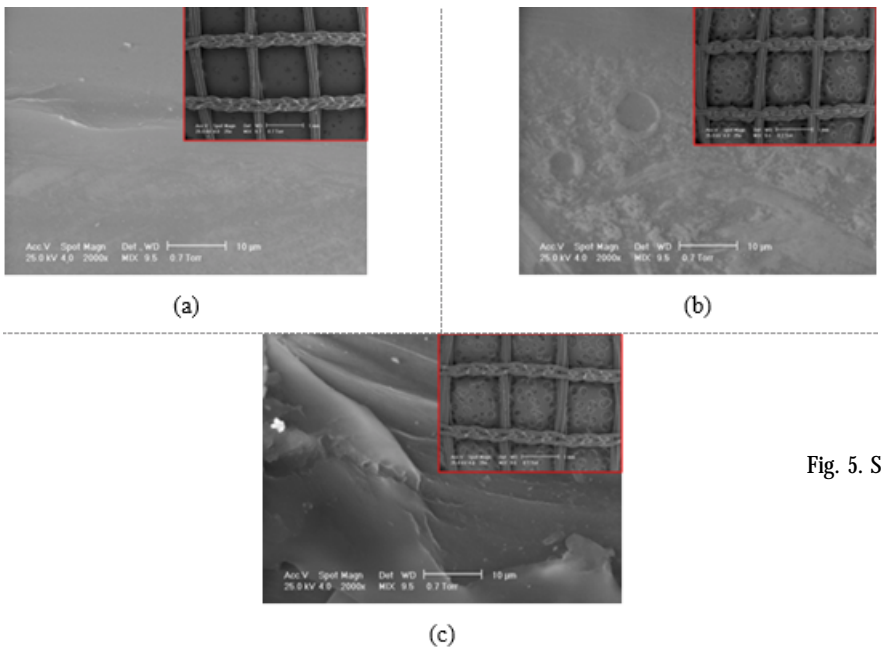 Acc.V Spot Magn Det WD 10 µm
25.0 kV 4.0 2000x MIX 9.5 0.7 Torr
(a)
Acc.V Spot Magn Det WD 10 µm
25.0 kV 4.0 2000x MIX 9.5 0.7 Torr
(b)
Acc.V Spot Magn Det WD 10 µm
25.0 kV 4.0 2000x MIX 9.5 0.7 Torr
(c)
Fig. 5. S